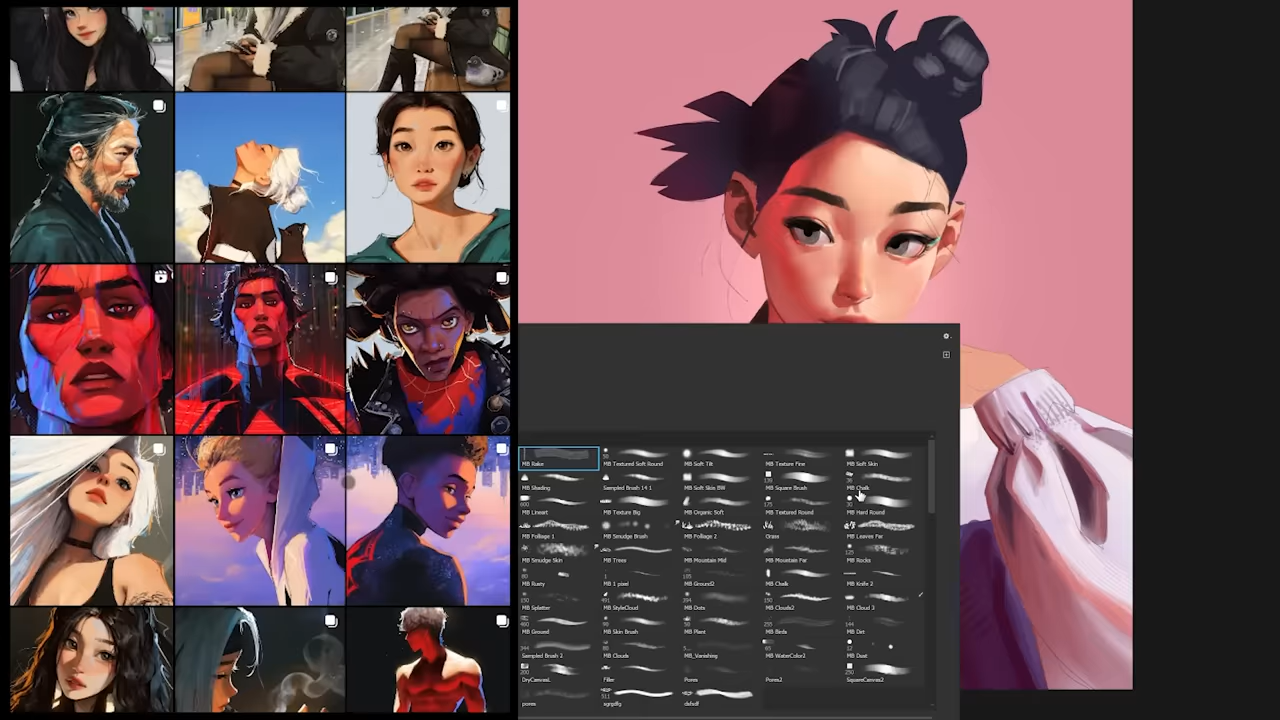 MB Rake
MB Textured Soft Round
MB Soft Tilt
MB Texture Fine
MB Soft Skin
MB Shading
Sampled Brush 14 1
MB Soft Skin BW
MB Square Brush
MB Chalk
MB Lineart
MB Texture Big
MB Organic Soft
MB Textured Round
MB Hard Round
MB Foliage 1
MB Smudge Brush
MB Foliage 2
Grass
MB Leaves Far
MB Smudge Skin
MB Trees
MB Mountain Mid
MB Mountain Far
MB Rocks
MB Rusty
MB 1 pixel
MB Ground2
MB Chalk
MB Knife 2
MB Splatter
MB StyleCloud
MB Dots
MB Clouds2
MB Cloud 3
MB Ground
MB Skin Brush
MB Plant
MB Birds
MB Dirt
Sampled Brush 2
MB Clouds
MB_Vanishing
MB WaterColor2
MB Dust
DryCanvasL
Filler
Pores
Pores2
SquareCanvas2
pores